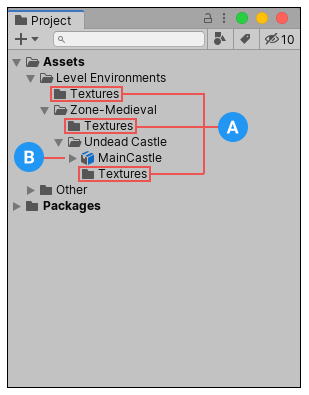 Project
10
Assets
Level Environments
Textures
Zone-Medieval
Textures
A
Undead Castle
B
MainCastle
Textures
Other
Packages